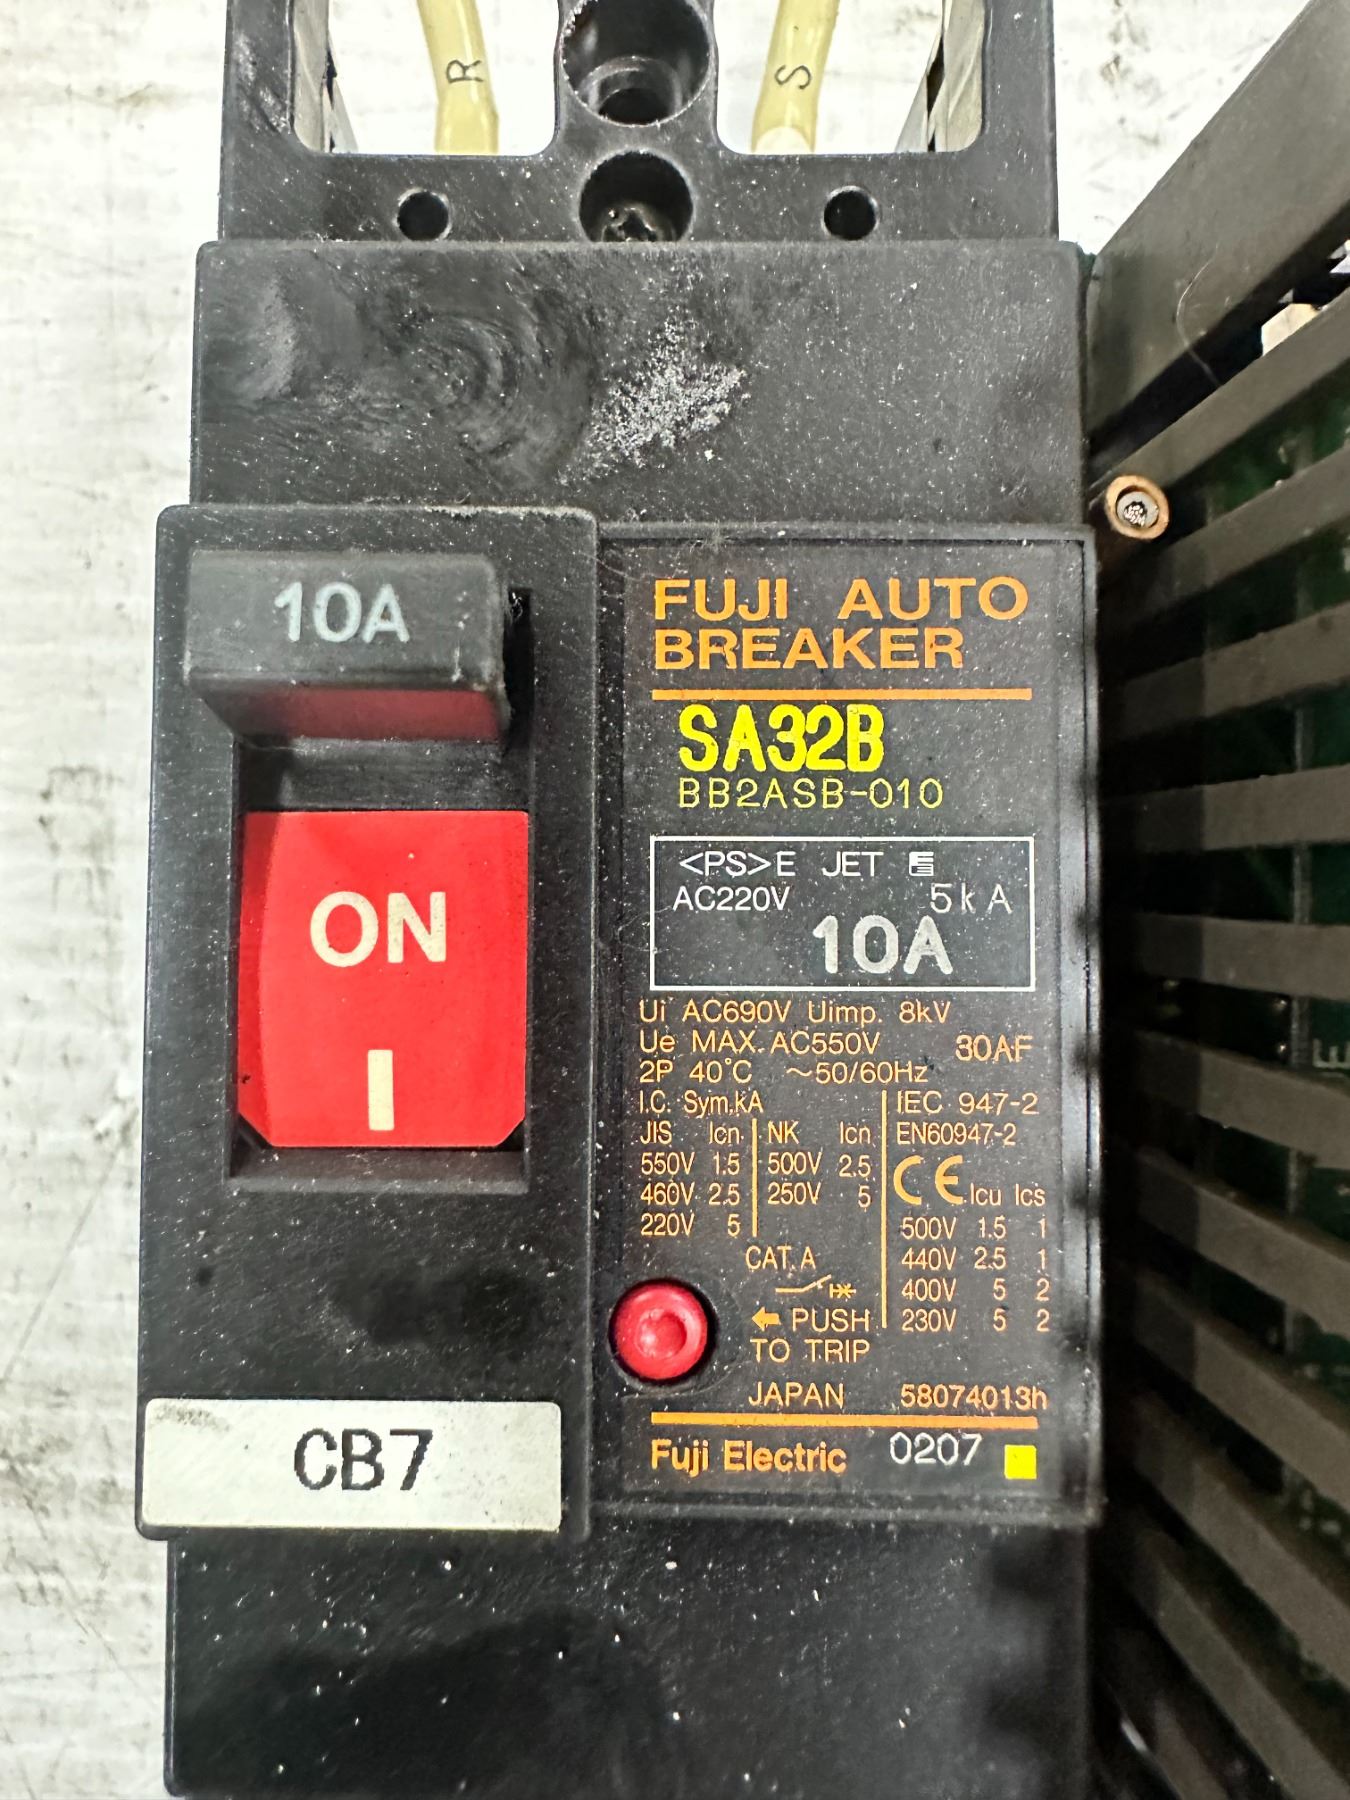 R
S
10A
ON
I
CB7
FUJI AUTO
BREAKER
SA32B
BB2ASB-010
<PS>E JET
AC220V 5kA
10A
Ui AC690V Uimp. 8kV
Ue MAX. AC550V 30AF
2P 40°C ~50/60Hz
I.C. Sym.kA
JIS Icn
550V 1.5
460V 2.5
220V 5
NK Icn
500V 2.5
250V 5
IEC 947-2
EN60947-2
CE Icu Ics
500V 1.5 1
440V 2.5 1
400V 5 2
230V 5 2
CAT. A
PUSH
TO TRIP
JAPAN 58074013h
Fuji Electric 0207